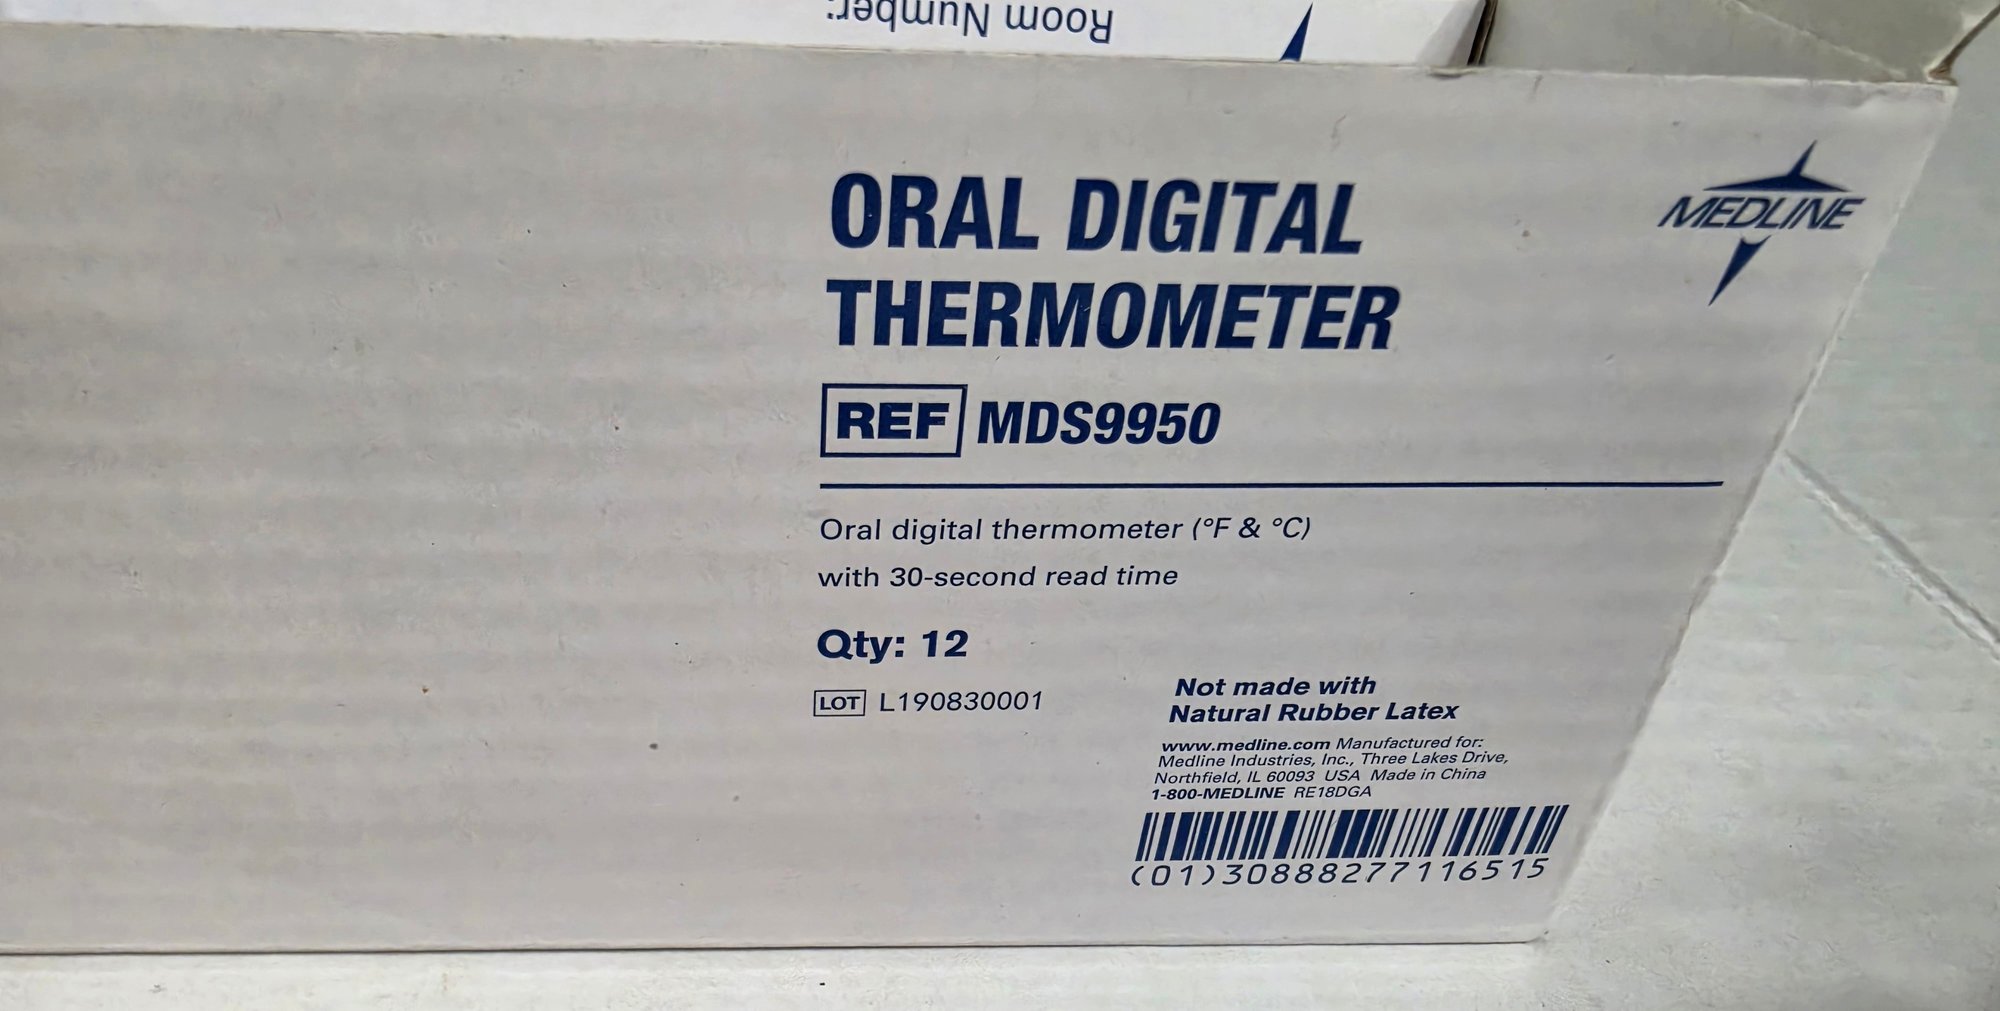 Room Number:
MEDLINE
ORAL DIGITAL
THERMOMETER
REF MDS9950
Oral digital thermometer (°F & °C)
with 30-second read time
Qty: 12
LOT L190830001
Not made with
Natural Rubber Latex
www.medline.com Manufactured for:
Medline Industries, Inc., Three Lakes Drive,
Northfield, IL 60093 USA Made in China
1-800-MEDLINE RE18DGA
(01)30888277116515